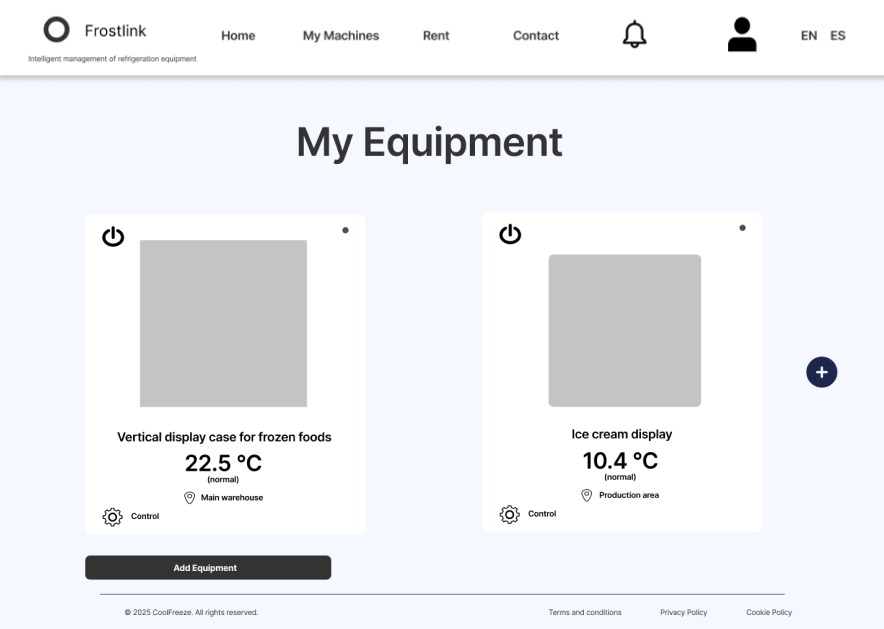 Frostlink
Intelligent management of refrigeration equipment
Home
My Machines
Rent
Contact
EN ES
My Equipment
Vertical display case for frozen foods
22.5 °C
(normal)
Main warehouse
Control
Ice cream display
10.4 °C
(normal)
Production area
Control
Add Equipment
© 2025 CoolFreeze. All rights reserved.
Terms and conditions
Privacy Policy
Cookie Policy